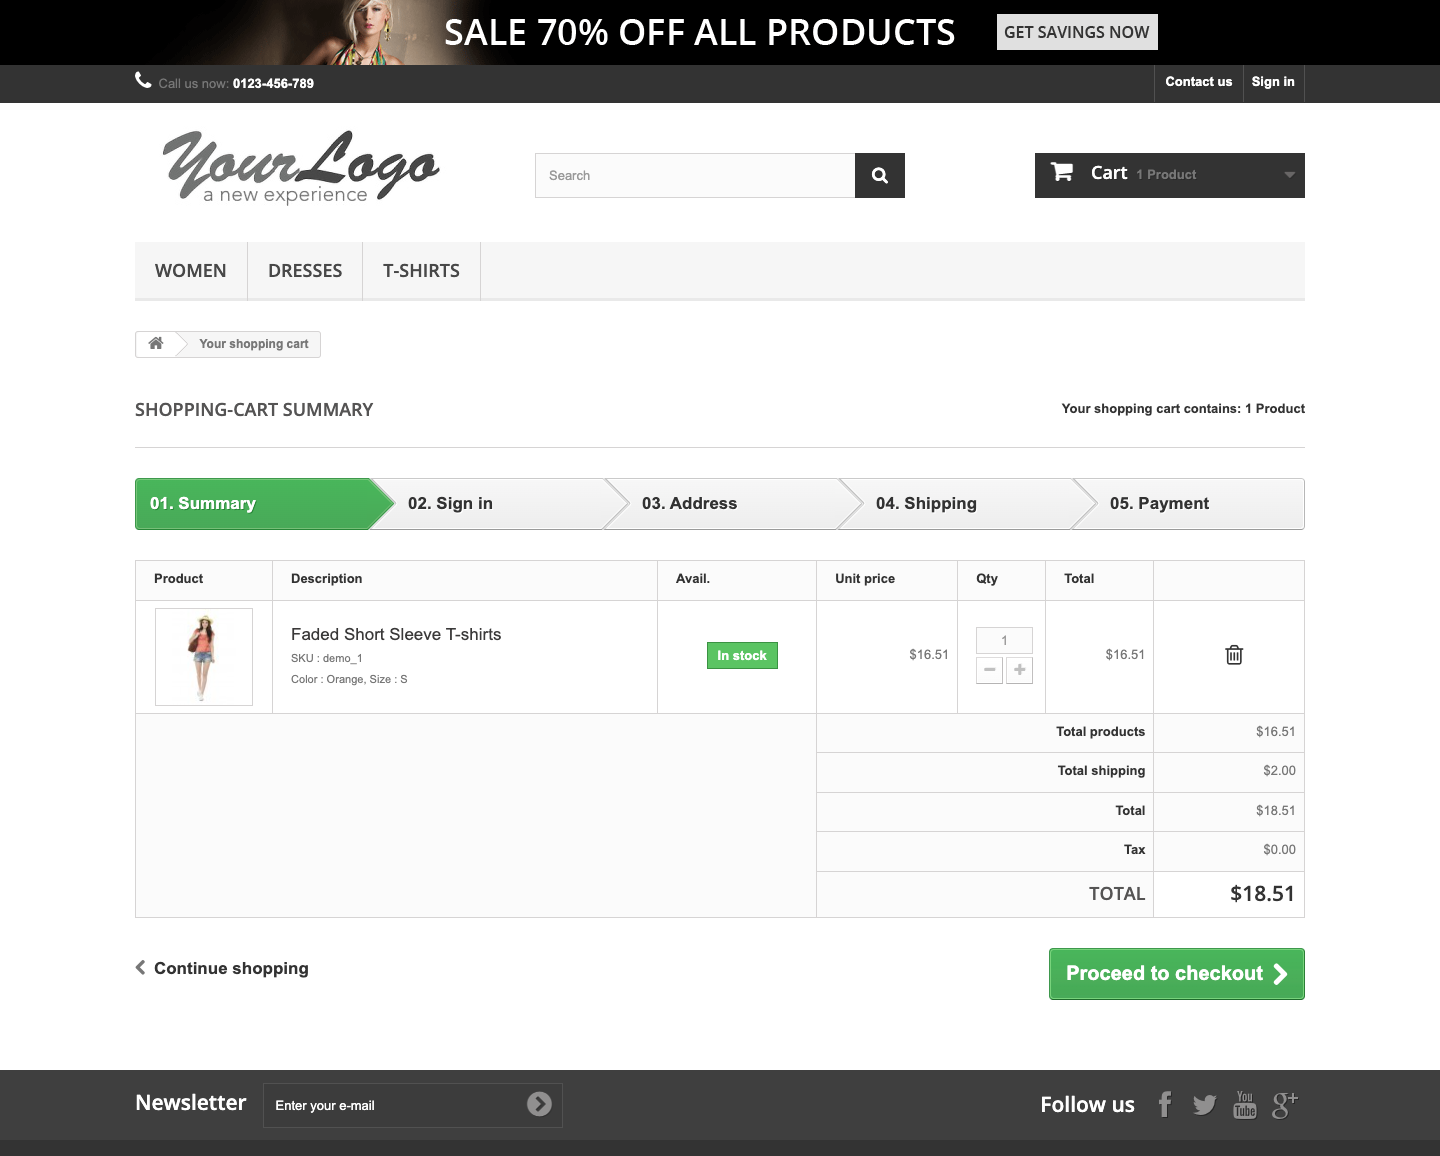 SALE 70% OFF ALL PRODUCTS GET SAVINGS NOW
Call us now: 0123-456-789 Contact us Sign in
YourLogo
a new experience
Search
Cart 1 Product
WOMEN DRESSES T-SHIRTS
Your shopping cart
SHOPPING-CART SUMMARY Your shopping cart contains: 1 Product
01. Summary 02. Sign in 03. Address 04. Shipping 05. Payment
Product Description Avail. Unit price Qty Total
Faded Short Sleeve T-shirts
SKU : demo_1
Color : Orange, Size : S
In stock $16.51 1 $16.51
Total products $16.51
Total shipping $2.00
Total $18.51
Tax $0.00
TOTAL $18.51
Continue shopping Proceed to checkout
Newsletter Enter your e-mail Follow us f You Tube g+